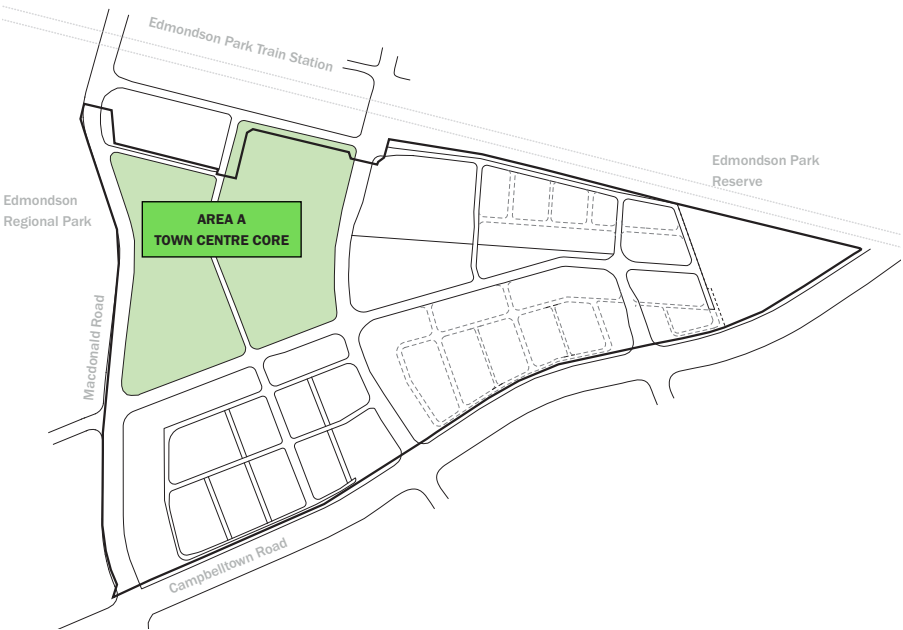 Edmondson Park Train Station
Edmondson Park
Reserve
Edmondson
Regional Park
AREA A
TOWN CENTRE CORE
Macdonald Road
Campbelltown Road